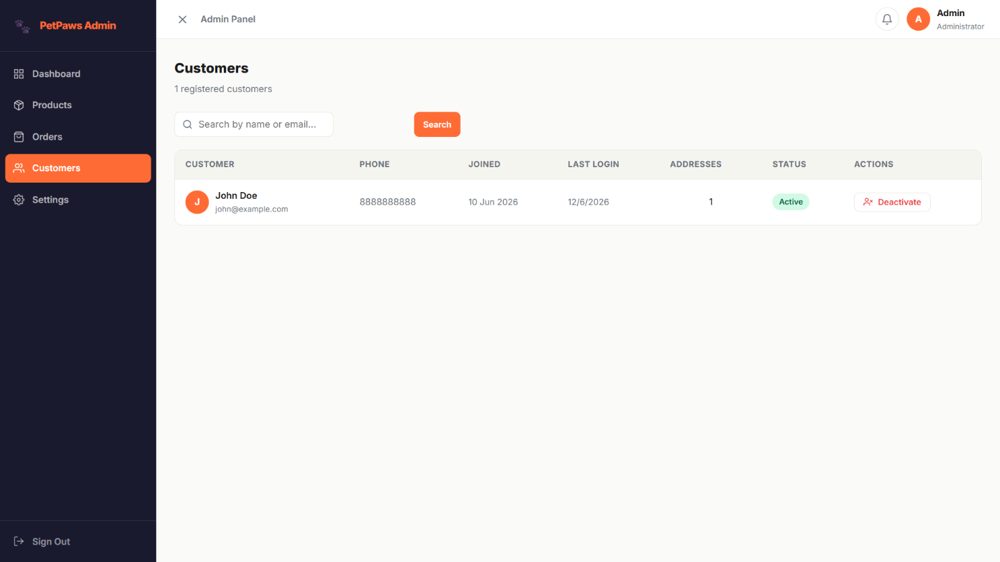 PetPaws Admin
Admin Panel
A
Admin
Administrator
Dashboard
Products
Orders
Customers
Settings
Sign Out
Customers
1 registered customers
Search by name or email...
Search
CUSTOMER PHONE JOINED LAST LOGIN ADDRESSES STATUS ACTIONS
J
John Doe
john@example.com
8888888888 10 Jun 2026 12/6/2026 1 Active Deactivate